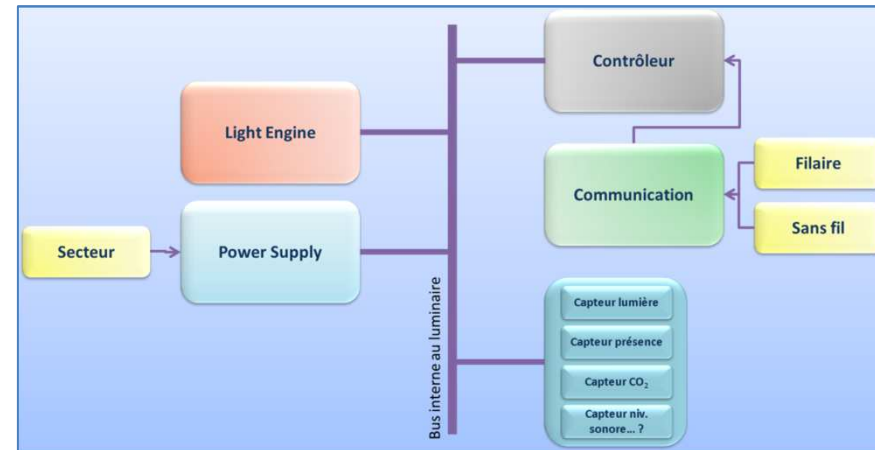 Contrôleur
Light Engine
Communication
Filaire
Sans fil
Secteur
Power Supply
Bus interne au luminaire
Capteur lumière
Capteur présence
Capteur CO₂
Capteur niv.
sonore... ?